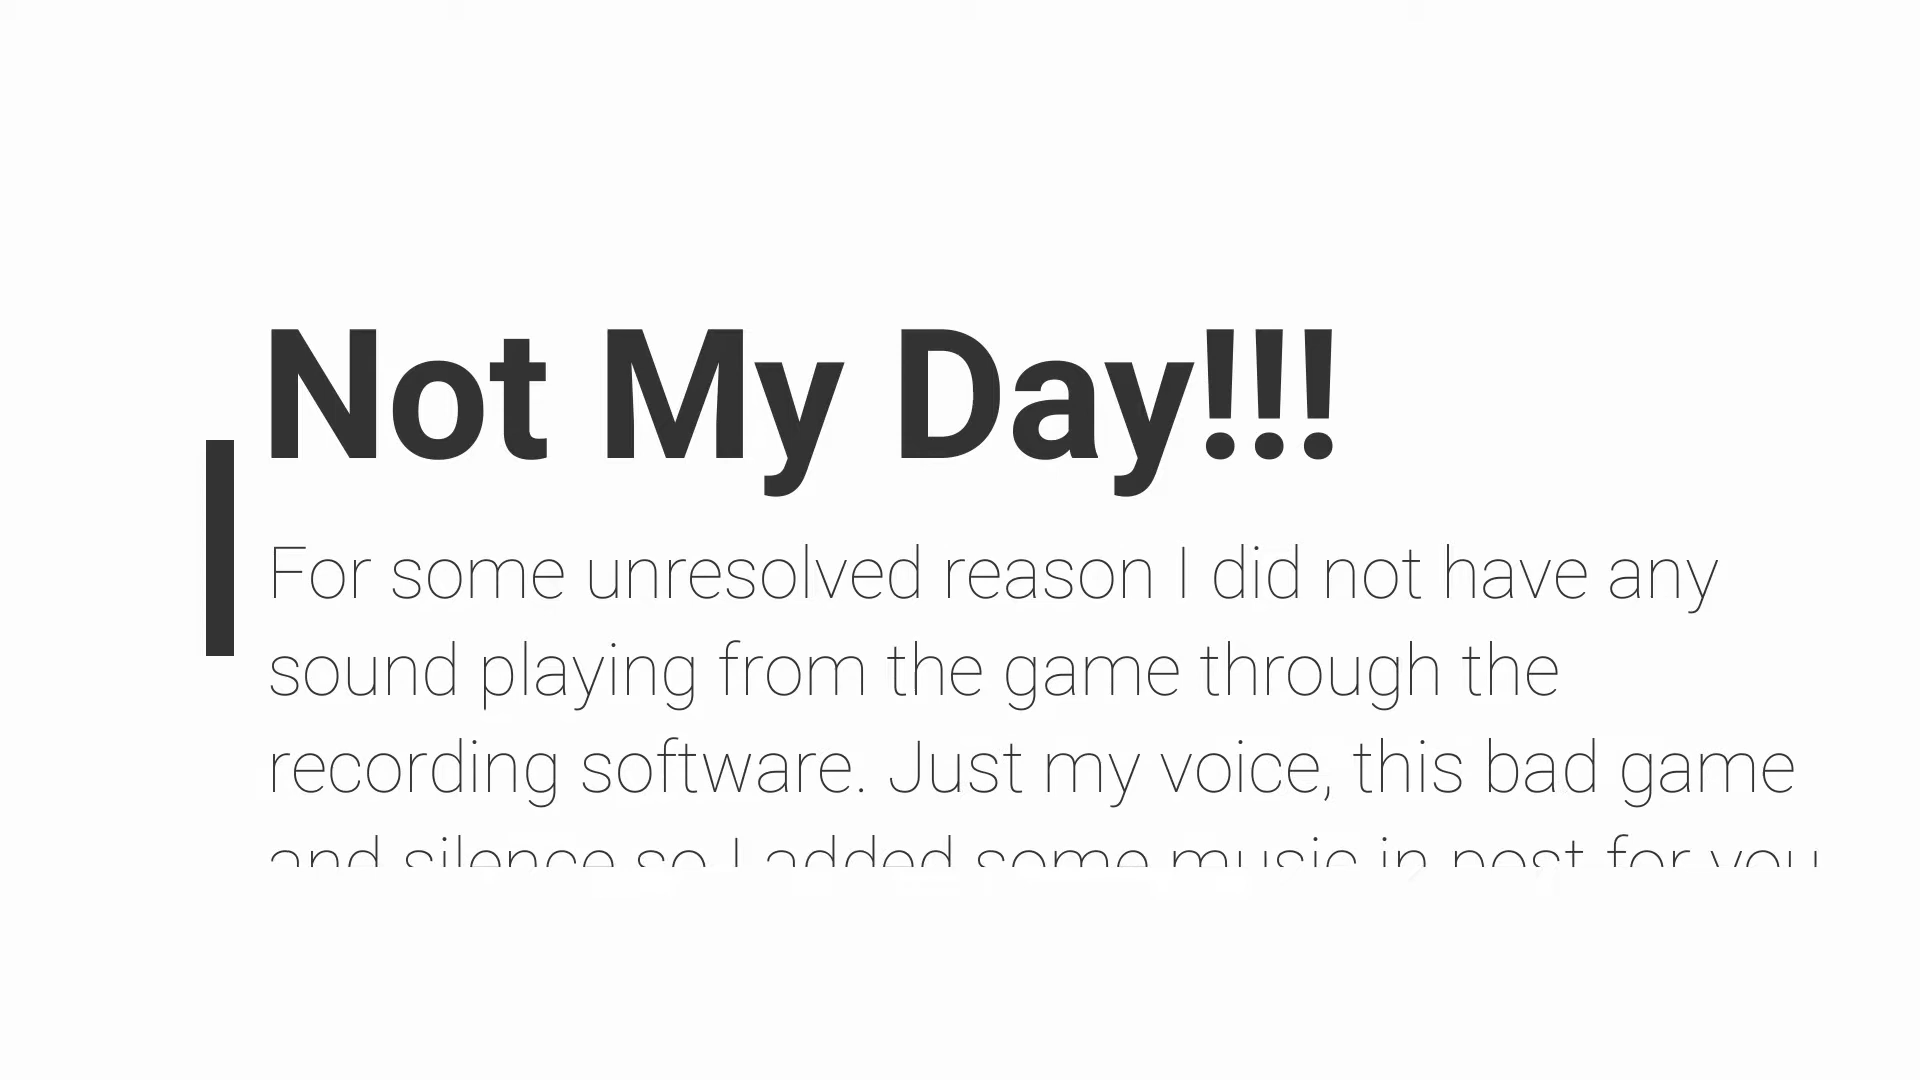 Not My Day!!!
For some unresolved reason I did not have any
sound playing from the game through the
recording software. Just my voice, this bad game
and silence so I added some music in post for you